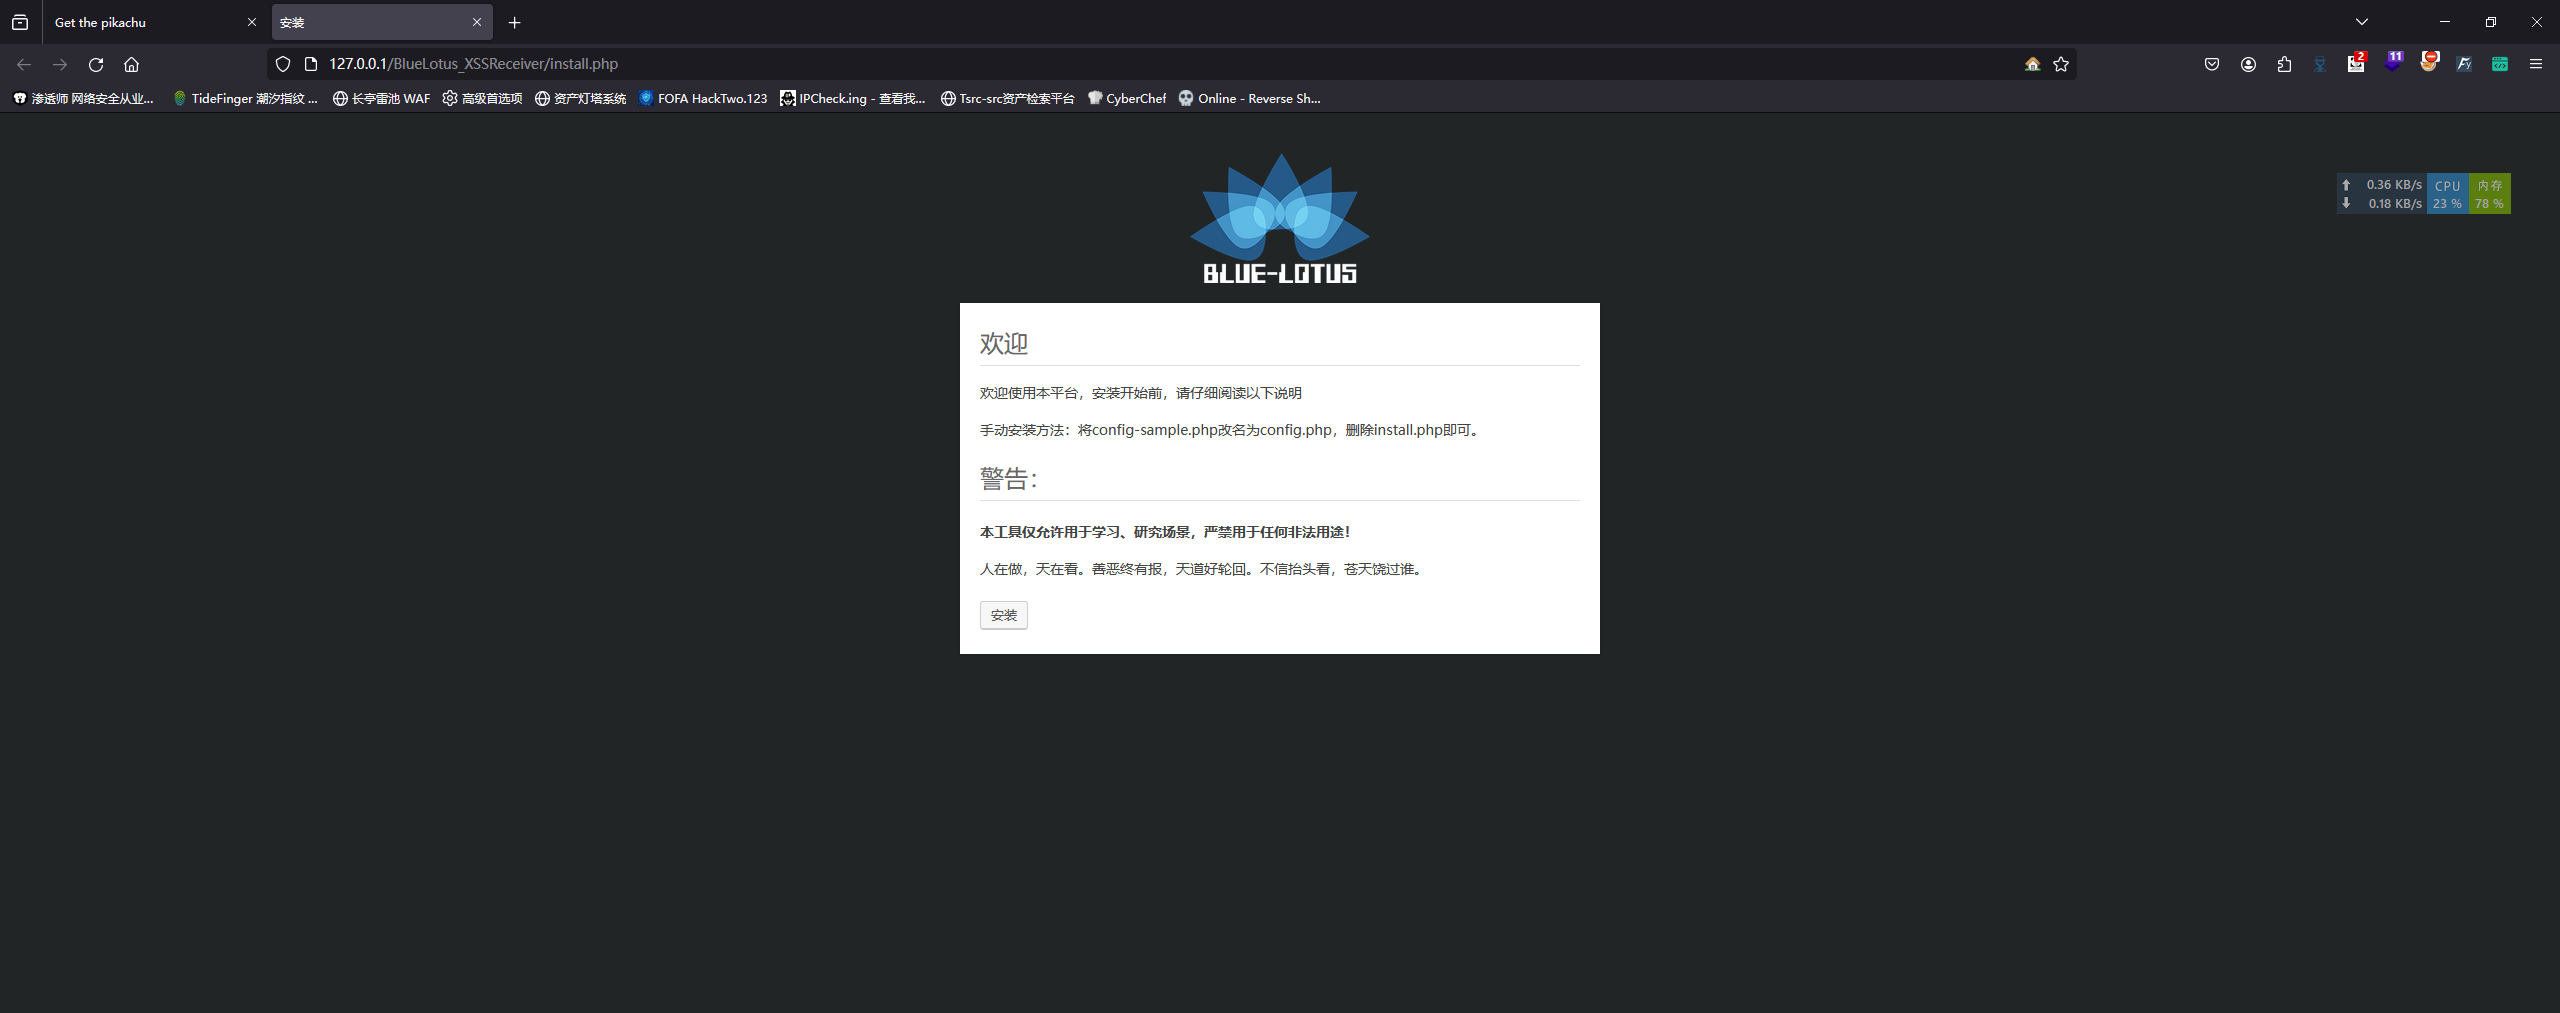 Get the pikachu
安装
127.0.0.1/BlueLotus_XSSReceiver/install.php
2
11
渗透师 网络安全从业...
TideFinger 潮汐指纹 ...
长亭雷池 WAF
高级首选项
资产灯塔系统
FOFA HackTwo.123
IPCheck.ing - 查看我...
Tsrc-src资产检索平台
CyberChef
Online - Reverse Sh...
0.36 KB/s
CPU
内存
0.18 KB/s
23 %
78 %
BLUE-LOTUS
欢迎
欢迎使用本平台，安装开始前，请仔细阅读以下说明
手动安装方法：将config-sample.php改名为config.php，删除install.php即可。
警告：
本工具仅允许用于学习、研究场景，严禁用于任何非法用途！
人在做，天在看。善恶终有报，天道好轮回。不信抬头看，苍天饶过谁。
安装